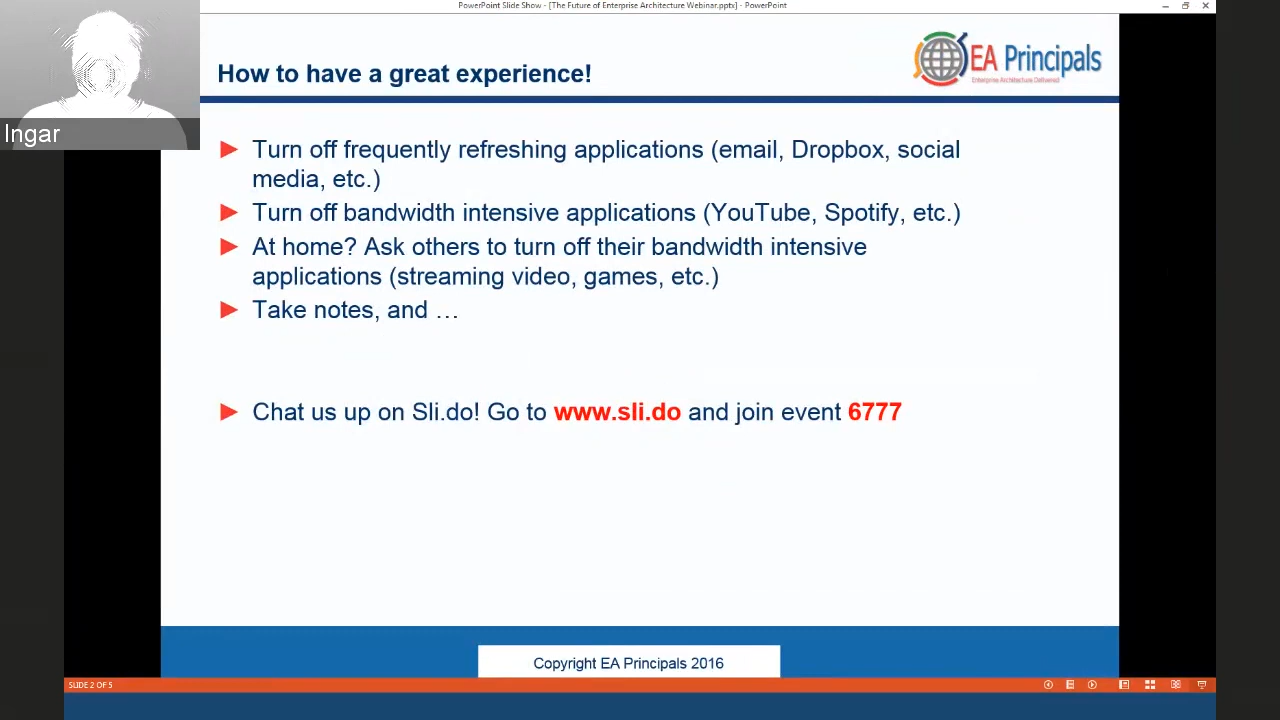 PowerPoint Slide Show - [The Future of Enterprise Architecture Webinar.pptx] - PowerPoint
Ingar
How to have a great experience!
EA Principals
Enterprise Architecture Delivered
► Turn off frequently refreshing applications (email, Dropbox, social
media, etc.)
► Turn off bandwidth intensive applications (YouTube, Spotify, etc.)
► At home? Ask others to turn off their bandwidth intensive
applications (streaming video, games, etc.)
► Take notes, and …
► Chat us up on Sli.do! Go to www.sli.do and join event 6777
Copyright EA Principals 2016
SLIDE 2 OF 5